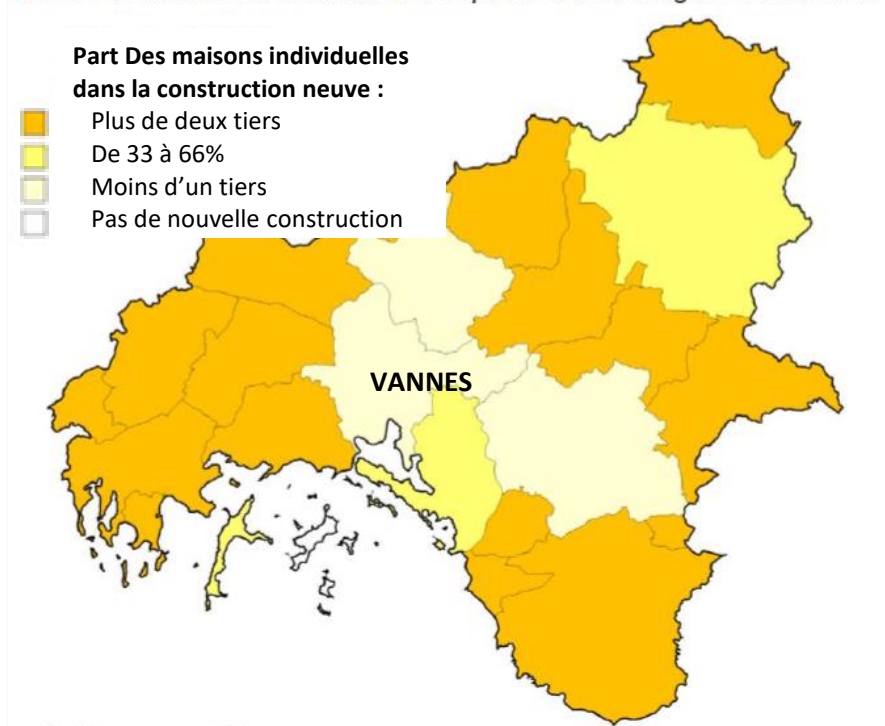 Part Des maisons individuelles
dans la construction neuve :
Plus de deux tiers
De 33 à 66%
Moins d’un tiers
Pas de nouvelle construction
VANNES